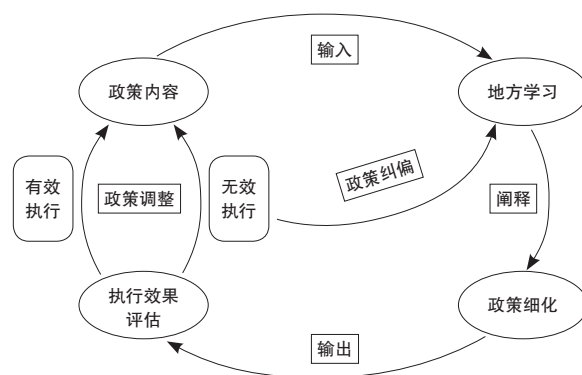 输入
政策内容
地方学习
有效
执行
政策调整
无效
执行
政策纠偏
阐释
执行效果
评估
政策细化
输出